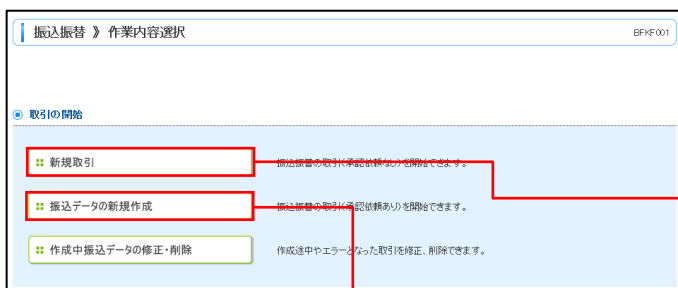 振込振替 》 作業内容選択
BFKF001
取引の開始
新規取引
振込振替の取引(承認依頼なし)を開始できます。
振込データの新規作成
振込振替の取引(承認依頼あり)を開始できます。
作成中振込データの修正・削除
作成途中やエラーとなった取引を修正、削除できます。